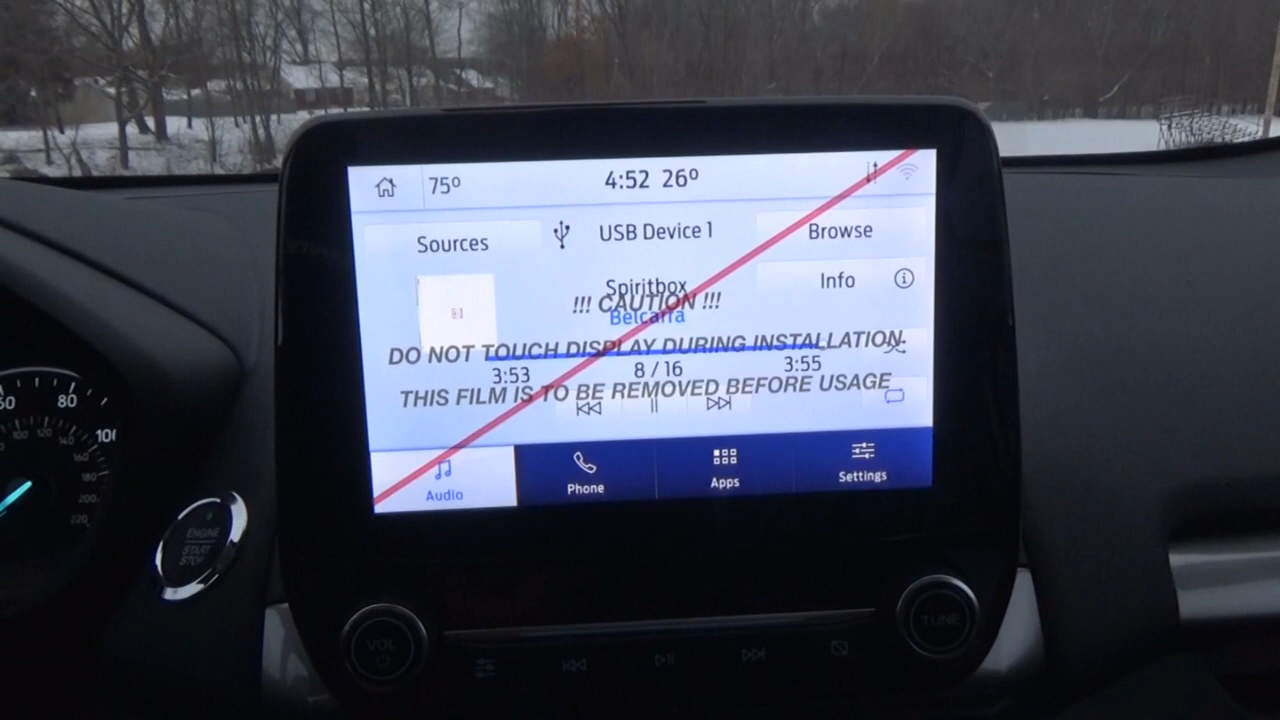 75° 4:52 26°
Sources USB Device 1 Browse
Spiritbox Info
!!! CAUTION !!!
Belcarra
DO NOT TOUCH DISPLAY DURING INSTALLATION
3:53 8 / 16 3:55
THIS FILM IS TO BE REMOVED BEFORE USAGE
Audio Phone Apps Settings
60 80 100
100 120 140 160 180 200 220
ENGINE
START
STOP
VOL TUNE